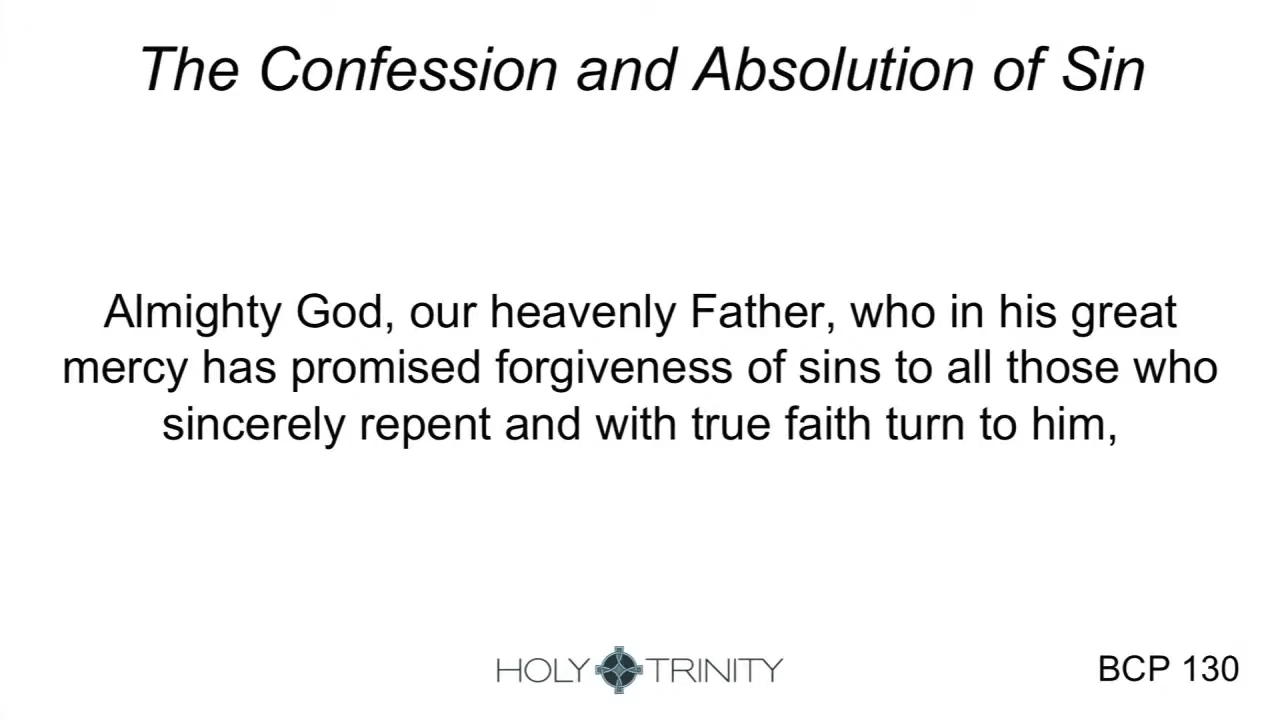 The Confession and Absolution of Sin
Almighty God, our heavenly Father, who in his great
mercy has promised forgiveness of sins to all those who
sincerely repent and with true faith turn to him,
HOLY TRINITY
BCP 130